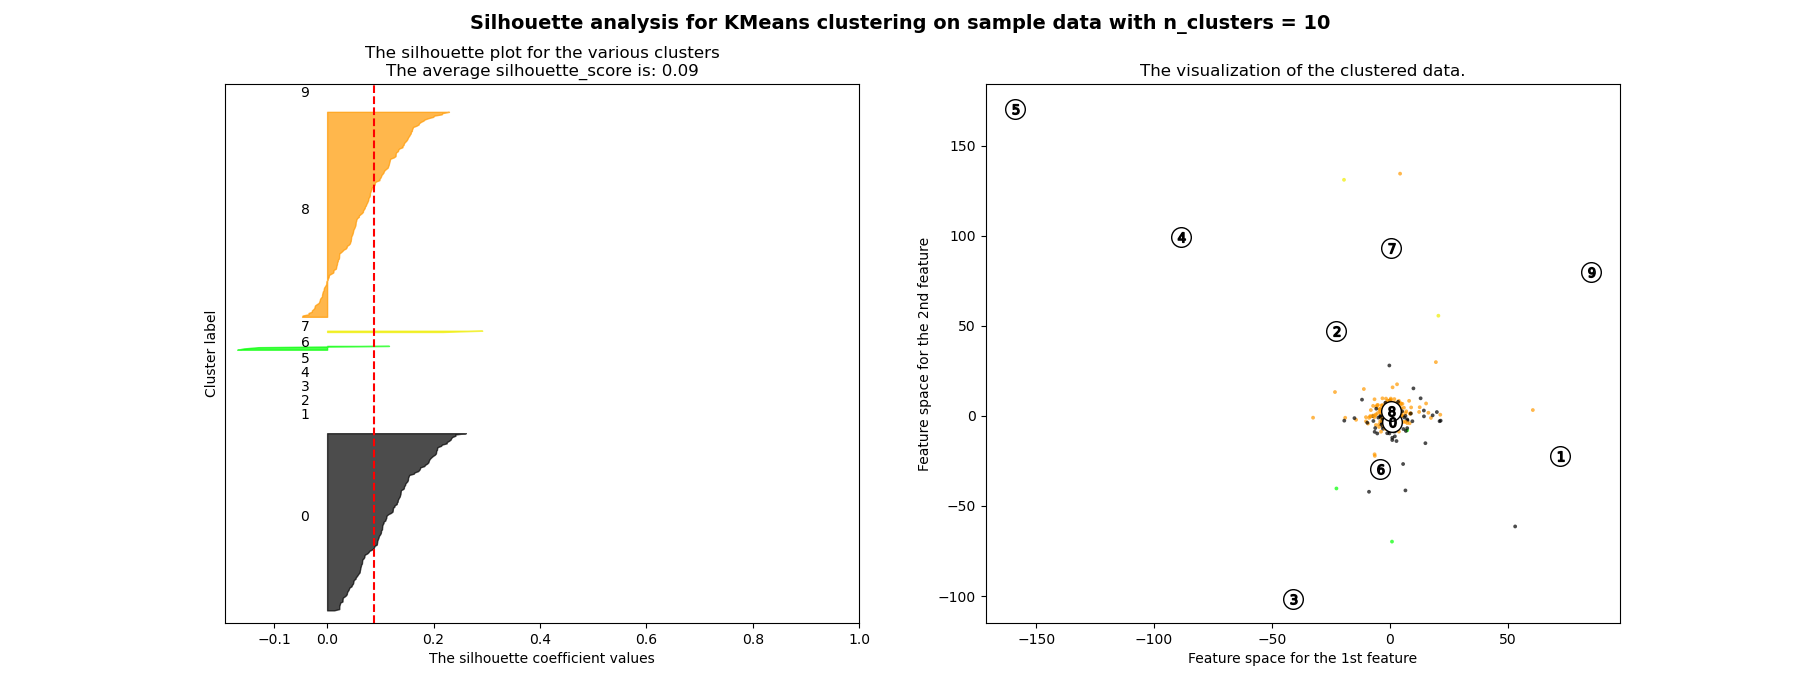 Silhouette analysis for KMeans clustering on sample data with n_clusters = 10
The silhouette plot for the various clusters
The average silhouette_score is: 0.09
9
8
7
6
5
4
3
2
1
0
Cluster label
−0.1 0.0 0.2 0.4 0.6 0.8 1.0
The silhouette coefficient values
The visualization of the clustered data.
150
100
50
0
−50
−100
Feature space for the 2nd feature
5
4
7
9
2
8
0
1
6
3
−150 −100 −50 0 50
Feature space for the 1st feature